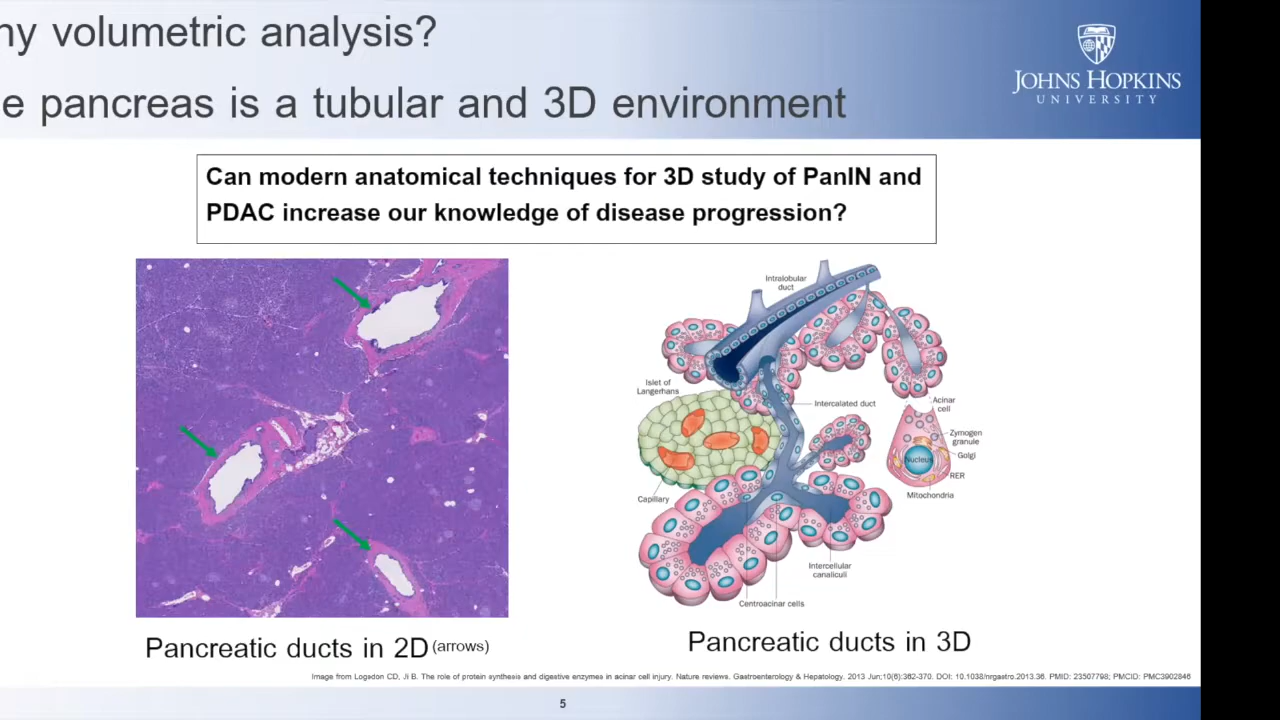 ny volumetric analysis?
e pancreas is a tubular and 3D environment
JOHNS HOPKINS
UNIVERSITY
Can modern anatomical techniques for 3D study of PanIN and
PDAC increase our knowledge of disease progression?
Intralobular
duct
Islet of
Langerhans
Intercalated duct
Acinar
cell
Zymogen
granule
Golgi
Nucleus
RER
Mitochondria
Capillary
Intercellular
canaliculi
Centroacinar cells
Pancreatic ducts in 2D (arrows)
Pancreatic ducts in 3D
Image from Logsdon CD, Ji B. The role of protein synthesis and digestive enzymes in acinar cell injury. Nature reviews. Gastroenterology & Hepatology. 2013 Jun;10(6):362-370. DOI: 10.1038/nrgastro.2013.36. PMID: 23507798; PMCID: PMC3902846
5